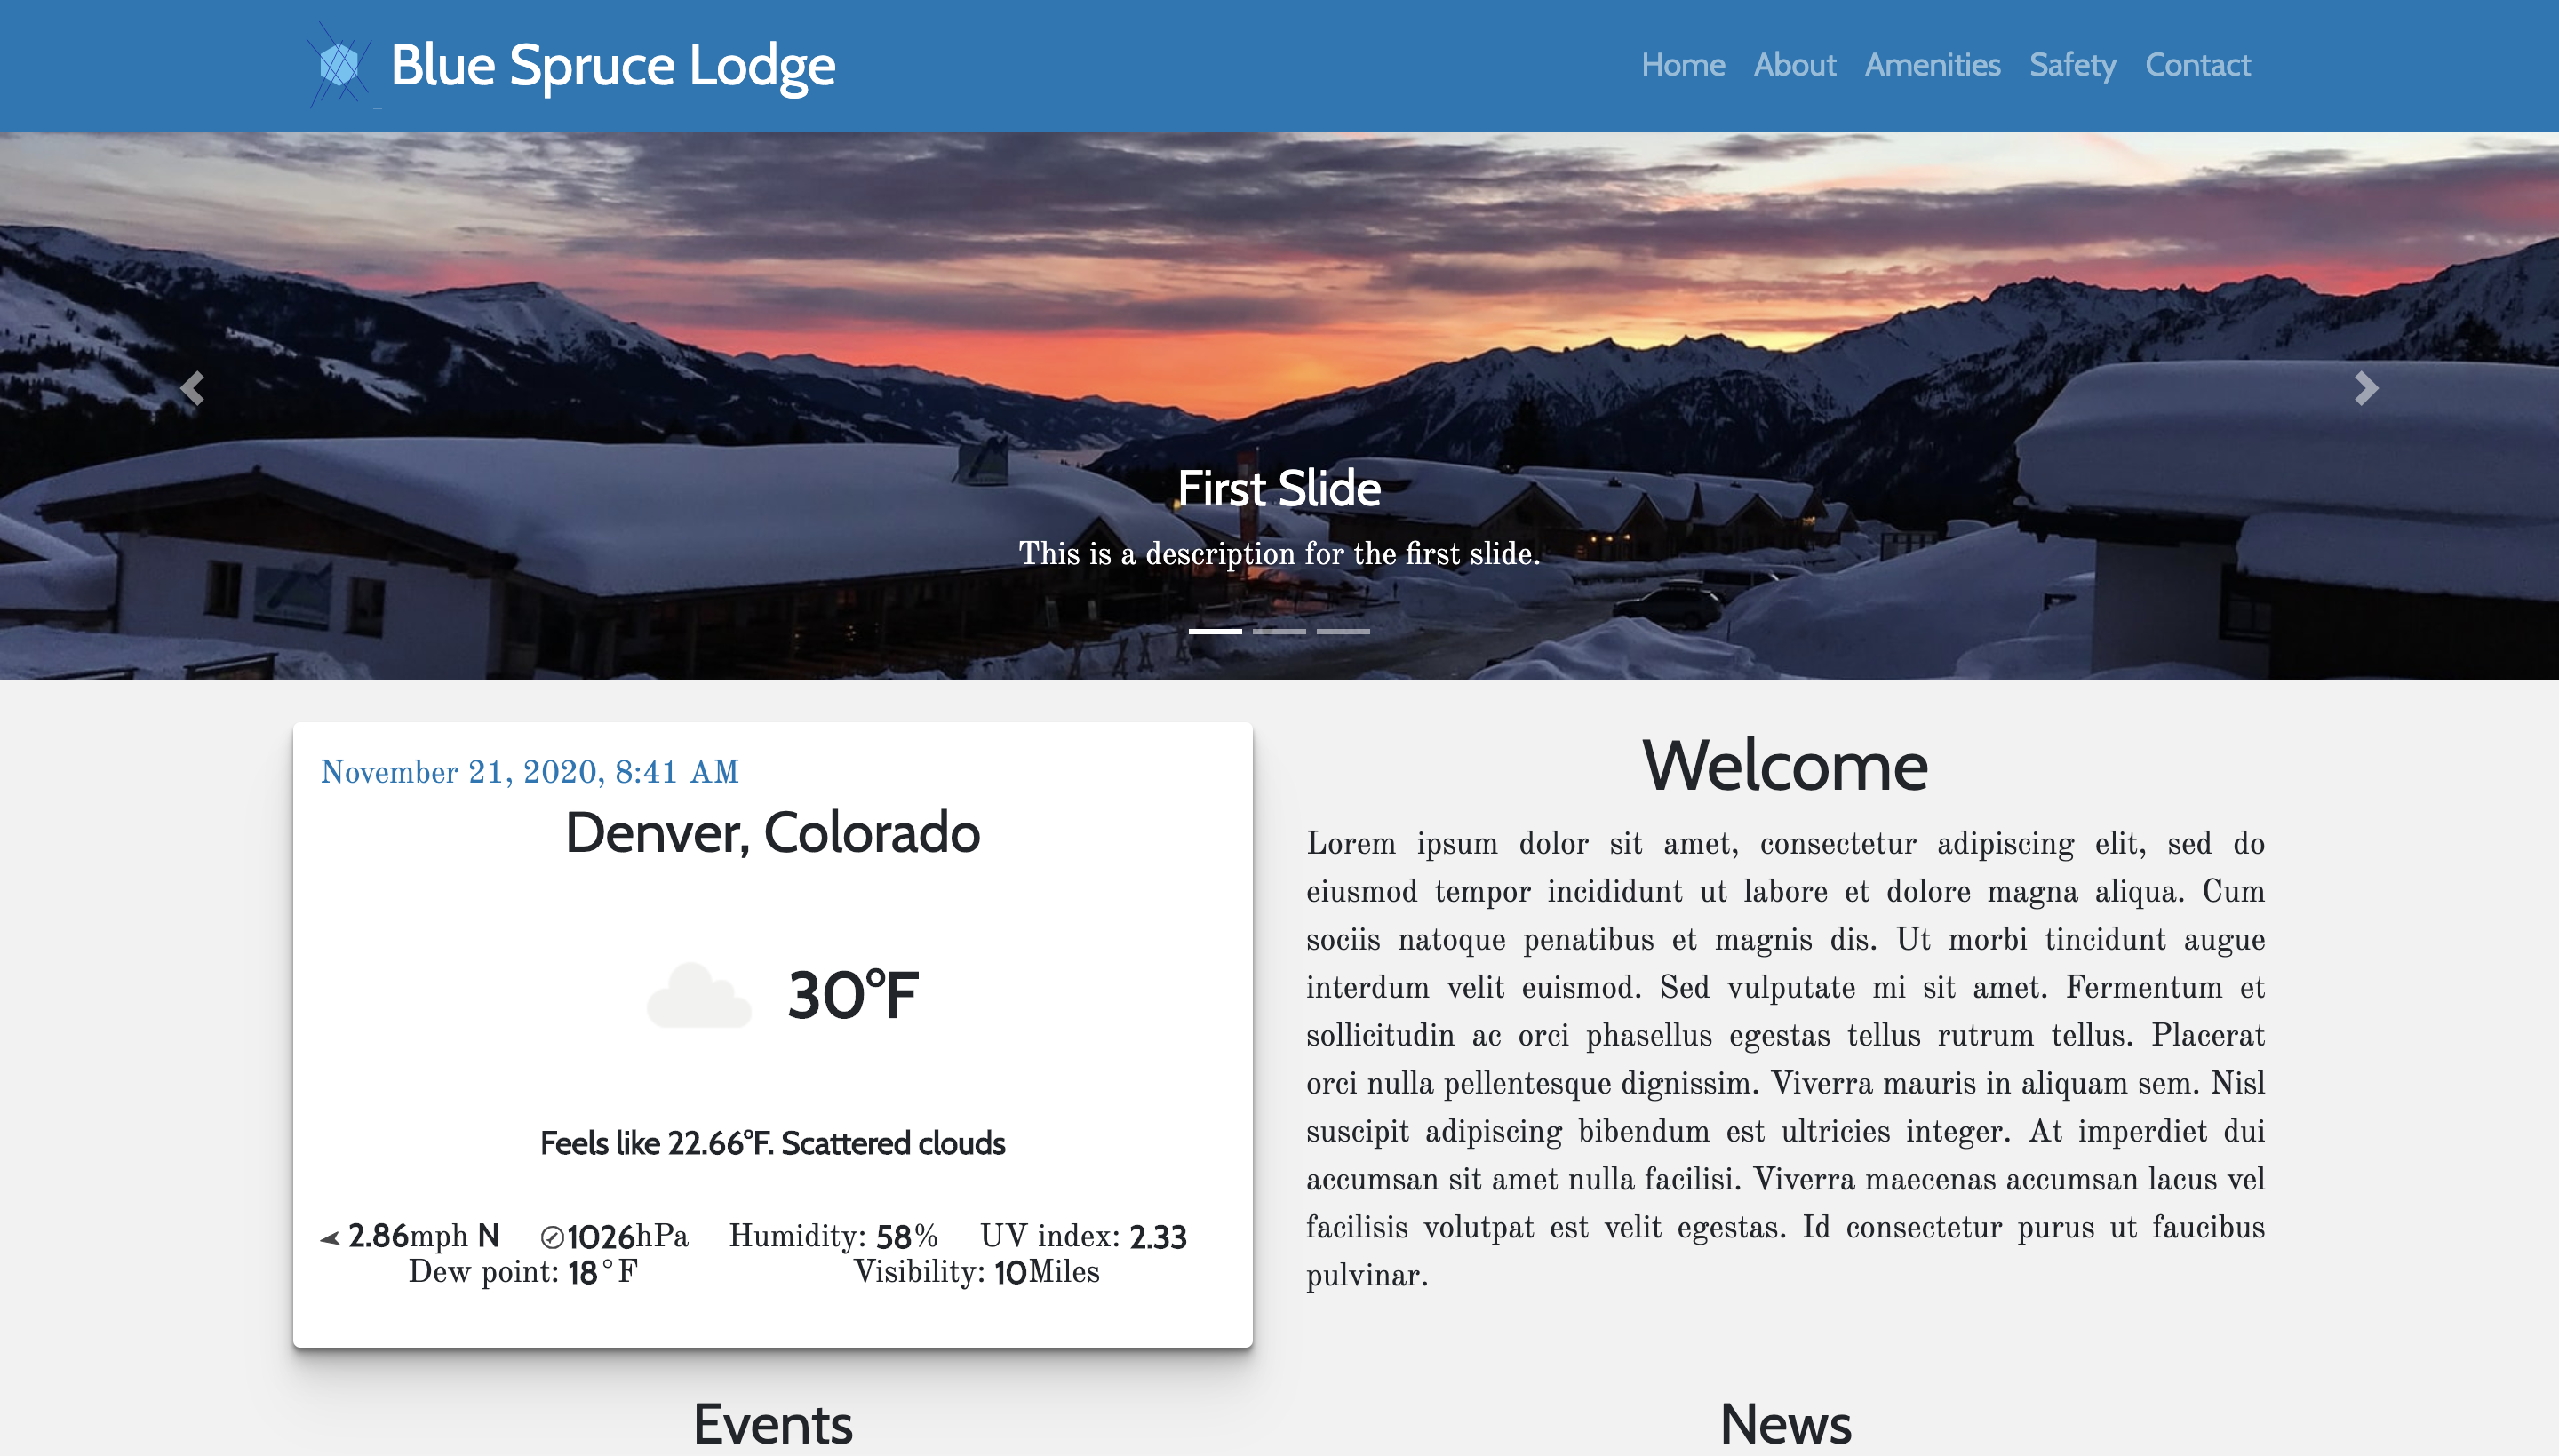 Blue Spruce Lodge
Home About Amenities Safety Contact
First Slide
This is a description for the first slide.
November 21, 2020, 8:41 AM
Denver, Colorado
30°F
Feels like 22.66°F. Scattered clouds
2.86mph N 1026hPa Humidity: 58% UV index: 2.33
Dew point: 18°F Visibility: 10Miles
Welcome
Lorem ipsum dolor sit amet, consectetur adipiscing elit, sed do
eiusmod tempor incididunt ut labore et dolore magna aliqua. Cum
sociis natoque penatibus et magnis dis. Ut morbi tincidunt augue
interdum velit euismod. Sed vulputate mi sit amet. Fermentum et
sollicitudin ac orci phasellus egestas tellus rutrum tellus. Placerat
orci nulla pellentesque dignissim. Viverra mauris in aliquam sem. Nisl
suscipit adipiscing bibendum est ultricies integer. At imperdiet dui
accumsan sit amet nulla facilisi. Viverra maecenas accumsan lacus vel
facilisis volutpat est velit egestas. Id consectetur purus ut faucibus
pulvinar.
Events
News